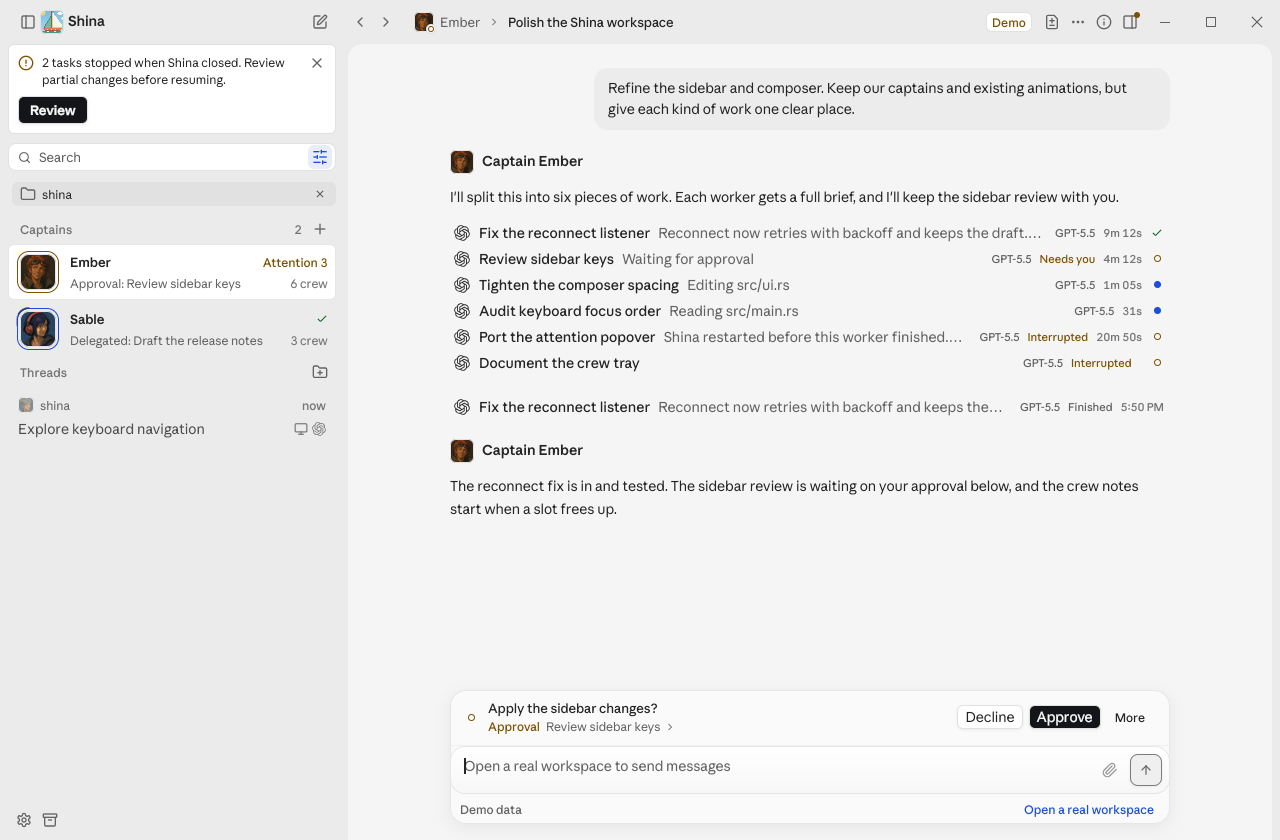 Shina
Ember
Polish the Shina workspace
Demo
2 tasks stopped when Shina closed. Review
partial changes before resuming.
Review
Search
shina
Captains 2
Ember Attention 3
Approval: Review sidebar keys 6 crew
Sable
Delegated: Draft the release notes 3 crew
Threads
shina now
Explore keyboard navigation
Refine the sidebar and composer. Keep our captains and existing animations, but
give each kind of work one clear place.
Captain Ember
I'll split this into six pieces of work. Each worker gets a full brief, and I'll keep the sidebar review with you.
Fix the reconnect listener Reconnect now retries with backoff and keeps the draft.… GPT-5.5 9m 12s
Review sidebar keys Waiting for approval GPT-5.5 Needs you 4m 12s
Tighten the composer spacing Editing src/ui.rs GPT-5.5 1m 05s
Audit keyboard focus order Reading src/main.rs GPT-5.5 31s
Port the attention popover Shina restarted before this worker finished.… GPT-5.5 Interrupted 20m 50s
Document the crew tray GPT-5.5 Interrupted
Fix the reconnect listener Reconnect now retries with backoff and keeps the… GPT-5.5 Finished 5:50 PM
Captain Ember
The reconnect fix is in and tested. The sidebar review is waiting on your approval below, and the crew notes
start when a slot frees up.
Apply the sidebar changes?
Approval Review sidebar keys
Decline
Approve
More
Open a real workspace to send messages
Demo data
Open a real workspace